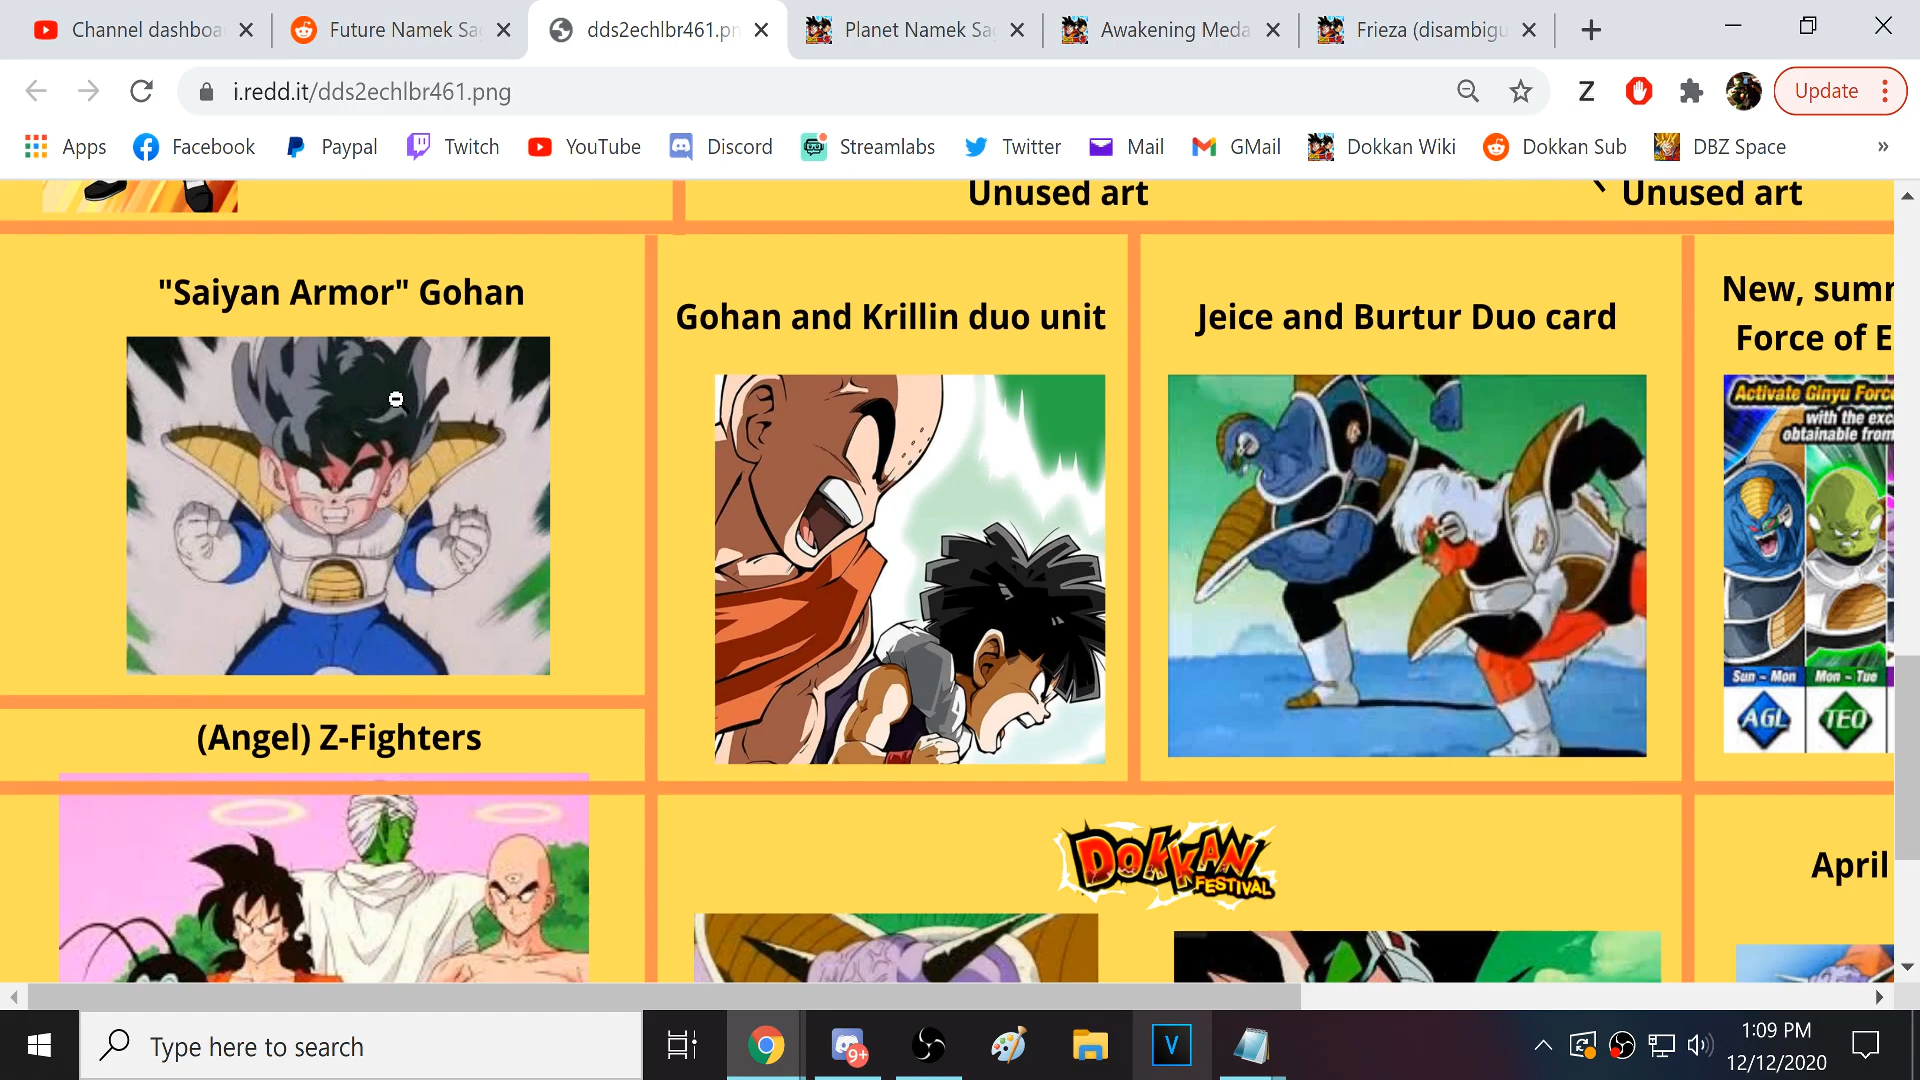 Channel dashboa
Future Namek Sa
dds2echlbr461.pn
Planet Namek Sa
Awakening Meda
Frieza (disambigu
i.redd.it/dds2echlbr461.png
Z
Update
Apps
Facebook
Paypal
Twitch
YouTube
Discord
Streamlabs
Twitter
Mail
GMail
Dokkan Wiki
Dokkan Sub
DBZ Space
»
Unused art
Unused art
"Saiyan Armor" Gohan
Gohan and Krillin duo unit
Jeice and Burtur Duo card
New, sum
Force of E
Activate Ginyu Forc
with the exc
obtainable from
Sun ~ Mon
Mon ~ Tue
AGL
TEQ
(Angel) Z-Fighters
DOKKAN
FESTIVAL
April
Type here to search
9+
V
1:09 PM
12/12/2020